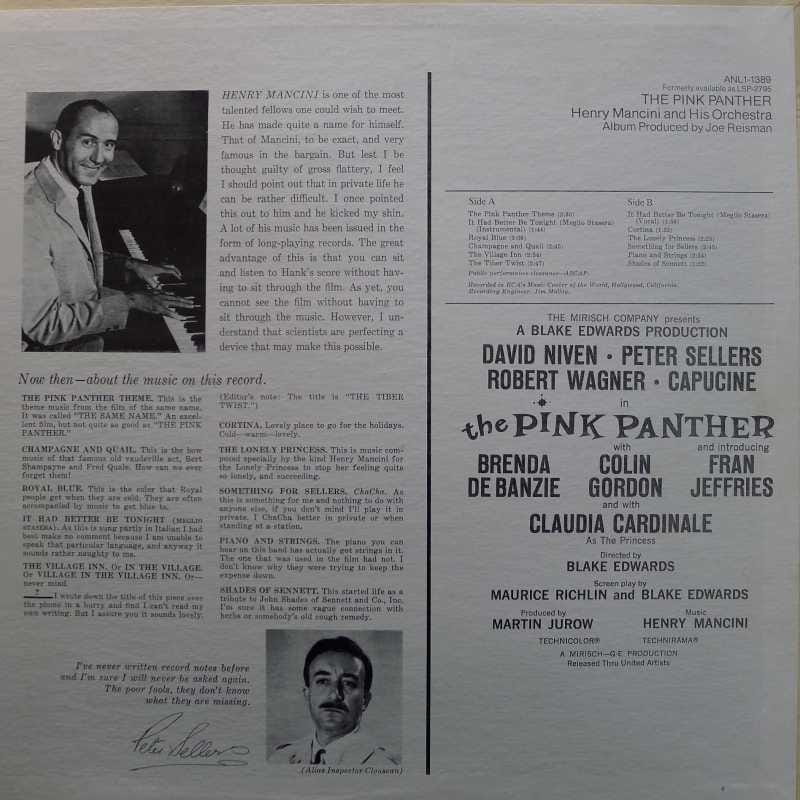 HENRY MANCINI is one of the most
talented fellows one could wish to meet.
He has made quite a name for himself.
That of Mancini, to be exact, and very
famous in the bargain. But lest I be
thought guilty of gross flattery, I feel
I should point out that in private life he
can be rather difficult. I once pointed
this out to him and he kicked my shin.
A lot of his music has been issued in the
form of long-playing records. The great
advantage of this is that you can sit
and listen to Hank's score without hav-
ing to sit through the film. As yet, you
cannot see the film without having to
sit through the music. However, I un-
derstand that scientists are perfecting a
device that may make this possible.
Now then—about the music on this record.
THE PINK PANTHER THEME. This is the
theme music from the film of the same name.
It was called "THE SAME NAME." An excel-
lent film, but not quite so good as "THE PINK
PANTHER."
CHAMPAGNE AND QUAIL. This is the bow
music of that famous old vaudeville act, Bert
Shampayne and Fred Quale. How can we ever
forget them!
ROYAL BLUE. This is the color that Royal
people get when they are cold. They are often
accompanied by music to get blue to.
IT HAD BETTER BE TONIGHT (MEGLIO
STASERA). As this is sung partly in Italian I had
best make no comment because I am unable to
speak that particular language, and anyway it
sounds rather naughty to me.
THE VILLAGE INN. Or IN THE VILLAGE.
Or VILLAGE IN THE VILLAGE INN. Or—
never mind.
? I wrote down the title of this piece over
the phone in a hurry and find I can't read my
own writing. But I assure you it sounds lovely.
(Editor's note: The title is "THE TIBER
TWIST.")
CORTINA. Lovely place to go for the holidays.
Cold—warm—lovely.
THE LONELY PRINCESS. This is music com-
posed specially by the kind Henry Mancini for
the Lonely Princess to stop her feeling quite
so lonely, and succeeding.
SOMETHING FOR SELLERS. ChaCha. As
this is something for me and nothing to do with
anyone else, if you don't mind I'll play it in
private. I ChaCha better in private or when
standing at a station.
PIANO AND STRINGS. The piano you can
hear on this band has actually got strings in it.
The one that was used in the film had not. I
don't know why they were trying to keep the
expense down.
SHADES OF SENNETT. This started life as a
tribute to John Shades of Sennett and Co., Inc.
I'm sure it has some vague connection with
herbs or somebody's old cough remedy.
I've never written record notes before
and I'm sure I will never be asked again.
The poor fools, they don't know
what they are missing.
Peter Sellers
(Alias Inspector Clouseau)
ANL1-1389
Formerly available as LSP-2795
THE PINK PANTHER
Henry Mancini and His Orchestra
Album Produced by Joe Reisman
Side A
The Pink Panther Theme
It Had Better Be Tonight (Meglio Stasera)
(Instrumental) (1:44)
Royal Blue
Champagne and Quail
The Village Inn
The Tiber Twist
Side B
It Had Better Be Tonight (Meglio Stasera)
(Vocal)
Cortina
The Lonely Princess
Something for Sellers
Piano and Strings
Shades of Sennett
Public performance clearance—ASCAP.
Recorded in RCA's Music Center of the World, Hollywood, California.
Recording Engineer: Jim Malloy.
THE MIRISCH COMPANY presents
A BLAKE EDWARDS PRODUCTION
DAVID NIVEN • PETER SELLERS
ROBERT WAGNER • CAPUCINE
in
the PINK PANTHER
with and introducing
BRENDA COLIN FRAN
DE BANZIE GORDON JEFFRIES
and with
CLAUDIA CARDINALE
As The Princess
Directed by
BLAKE EDWARDS
Screen play by
MAURICE RICHLIN and BLAKE EDWARDS
Produced by Music
MARTIN JUROW HENRY MANCINI
TECHNICOLOR® TECHNIRAMA®
A MIRISCH—G-E PRODUCTION
Released Thru United Artists